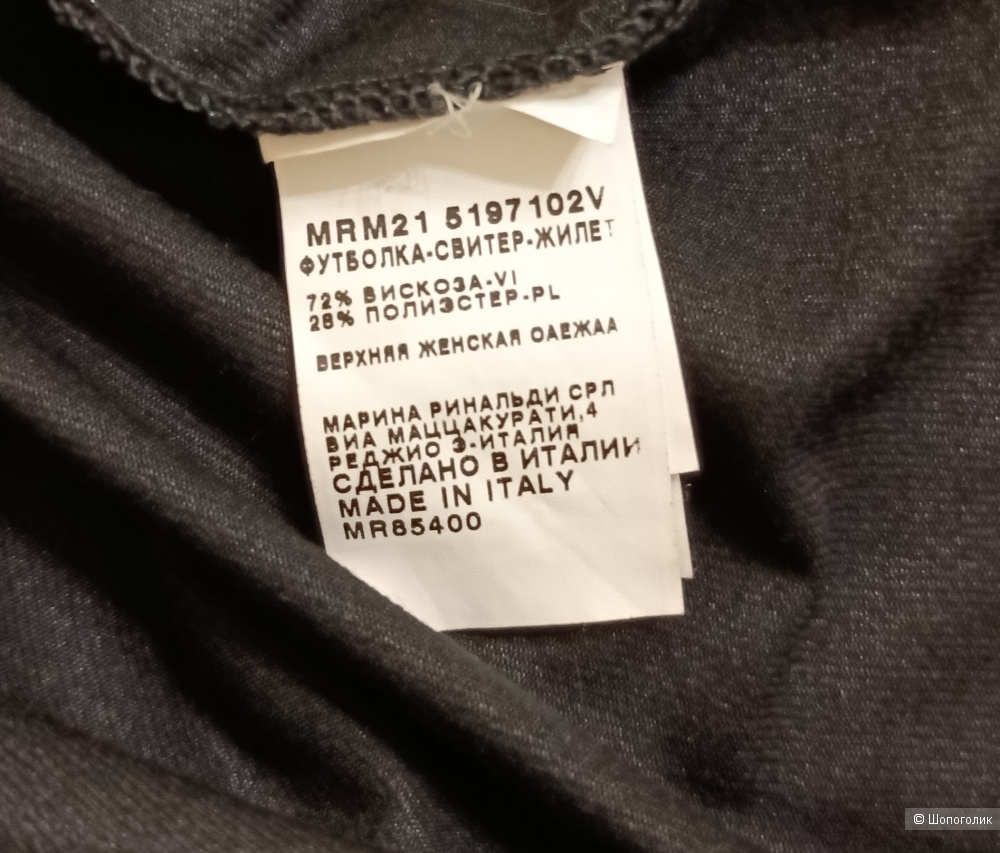 MRM21 5197102V
ФУТБОЛКА-СВИТЕР-ЖИЛЕТ
72% ВИСКОЗА-VI
28% ПОЛИЭСТЕР-PL
ВЕРХНЯЯ ЖЕНСКАЯ ОАЕЖАА
МАРИНА РИНАЛЬДИ СРЛ
ВИА МАЦЦАКУРАТИ,4
РЕДЖИО Э-ИТАЛИЯ
СДЕЛАНО В ИТАЛИИ
MADE IN ITALY
MR85400
© Шопоголик